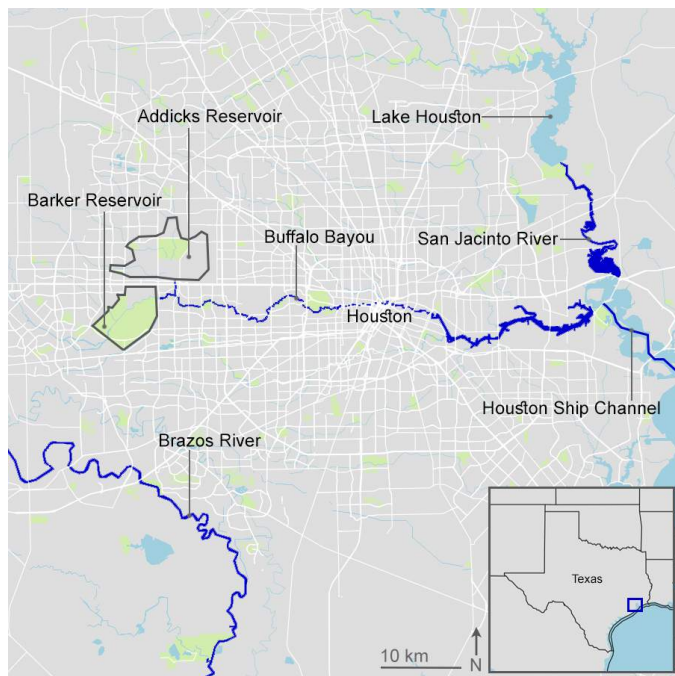 Addicks Reservoir
Lake Houston
Barker Reservoir
Buffalo Bayou
San Jacinto River
Houston
Houston Ship Channel
Brazos River
Texas
10 km
N